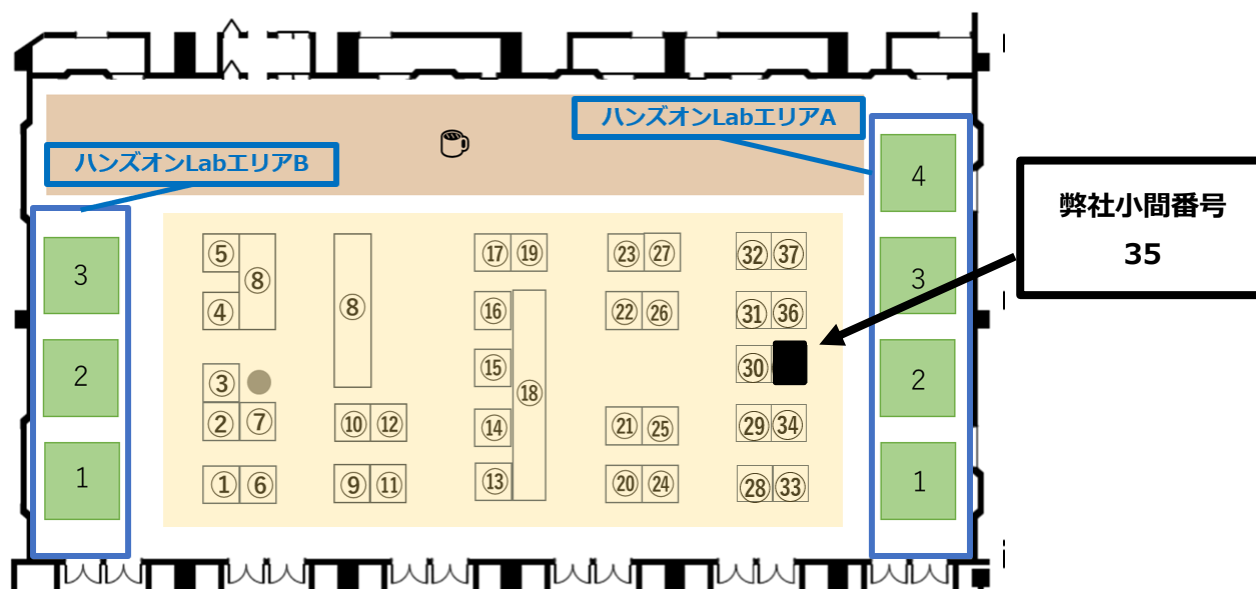 ハンズオンLabエリアA
ハンズオンLabエリアB
4
3
2
1
3
2
1
弊社小間番号
35
⑤ ⑧ ⑧ ⑰ ⑲ ㉓ ㉗ ㉜ ㊲
④ ⑯ ㉒ ㉖ ㉛ ㊱
③ ⑮ ㉚
⑱
② ⑦ ⑩ ⑫ ⑭ ㉑ ㉕ ㉙ ㉞
① ⑥ ⑨ ⑪ ⑬ ⑳ ㉔ ㉘ ㉝